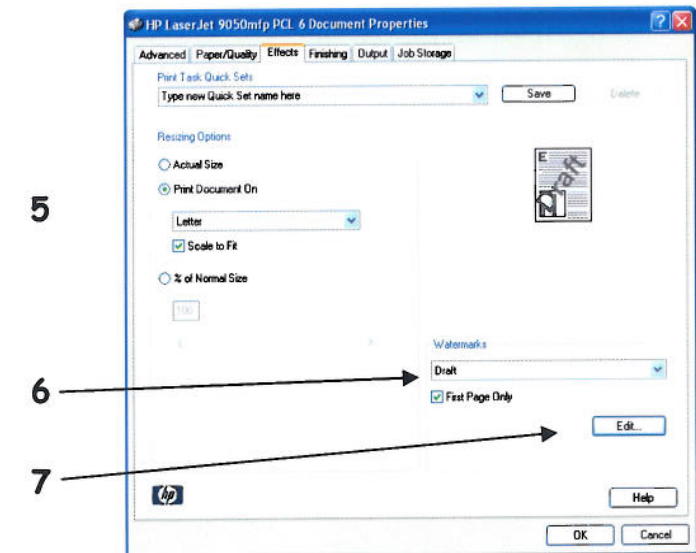 HP LaserJet 9050mfp PCL 6 Document Properties
Advanced Paper/Quality Effects Finishing Output Job Storage
Print Task Quick Sets
Type new Quick Set name here Save Delete
Resizing Options
Actual Size
Print Document On
Letter
Scale to Fit
% of Normal Size
100
E
Draft
5
Watermarks
Draft
6
First Page Only
Edit...
7
hp
Help
OK Cancel